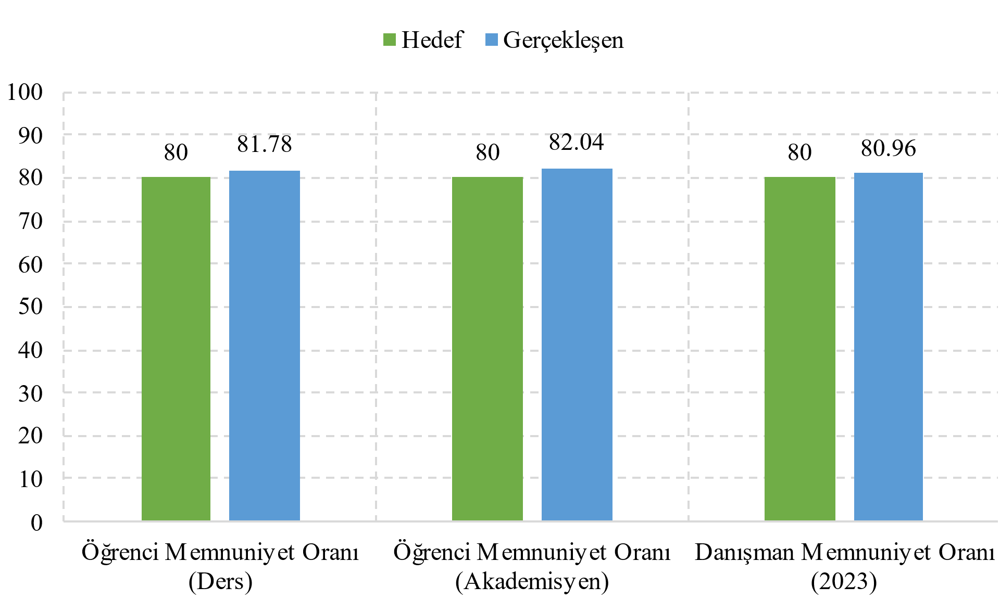 Hedef Gerçekleşen
100
90
80
70
60
50
40
30
20
10
0
80 81.78 80 82.04 80 80.96
Öğrenci Memnuniyet Oranı
(Ders)
Öğrenci Memnuniyet Oranı
(Akademisyen)
Danışman Memnuniyet Oranı
(2023)